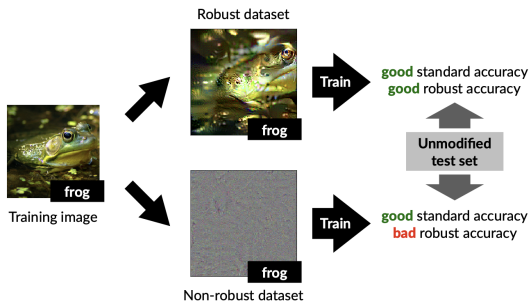 Robust dataset
frog
Train
good standard accuracy
good robust accuracy
frog
Training image
Unmodified
test set
frog
Train
good standard accuracy
bad robust accuracy
Non-robust dataset